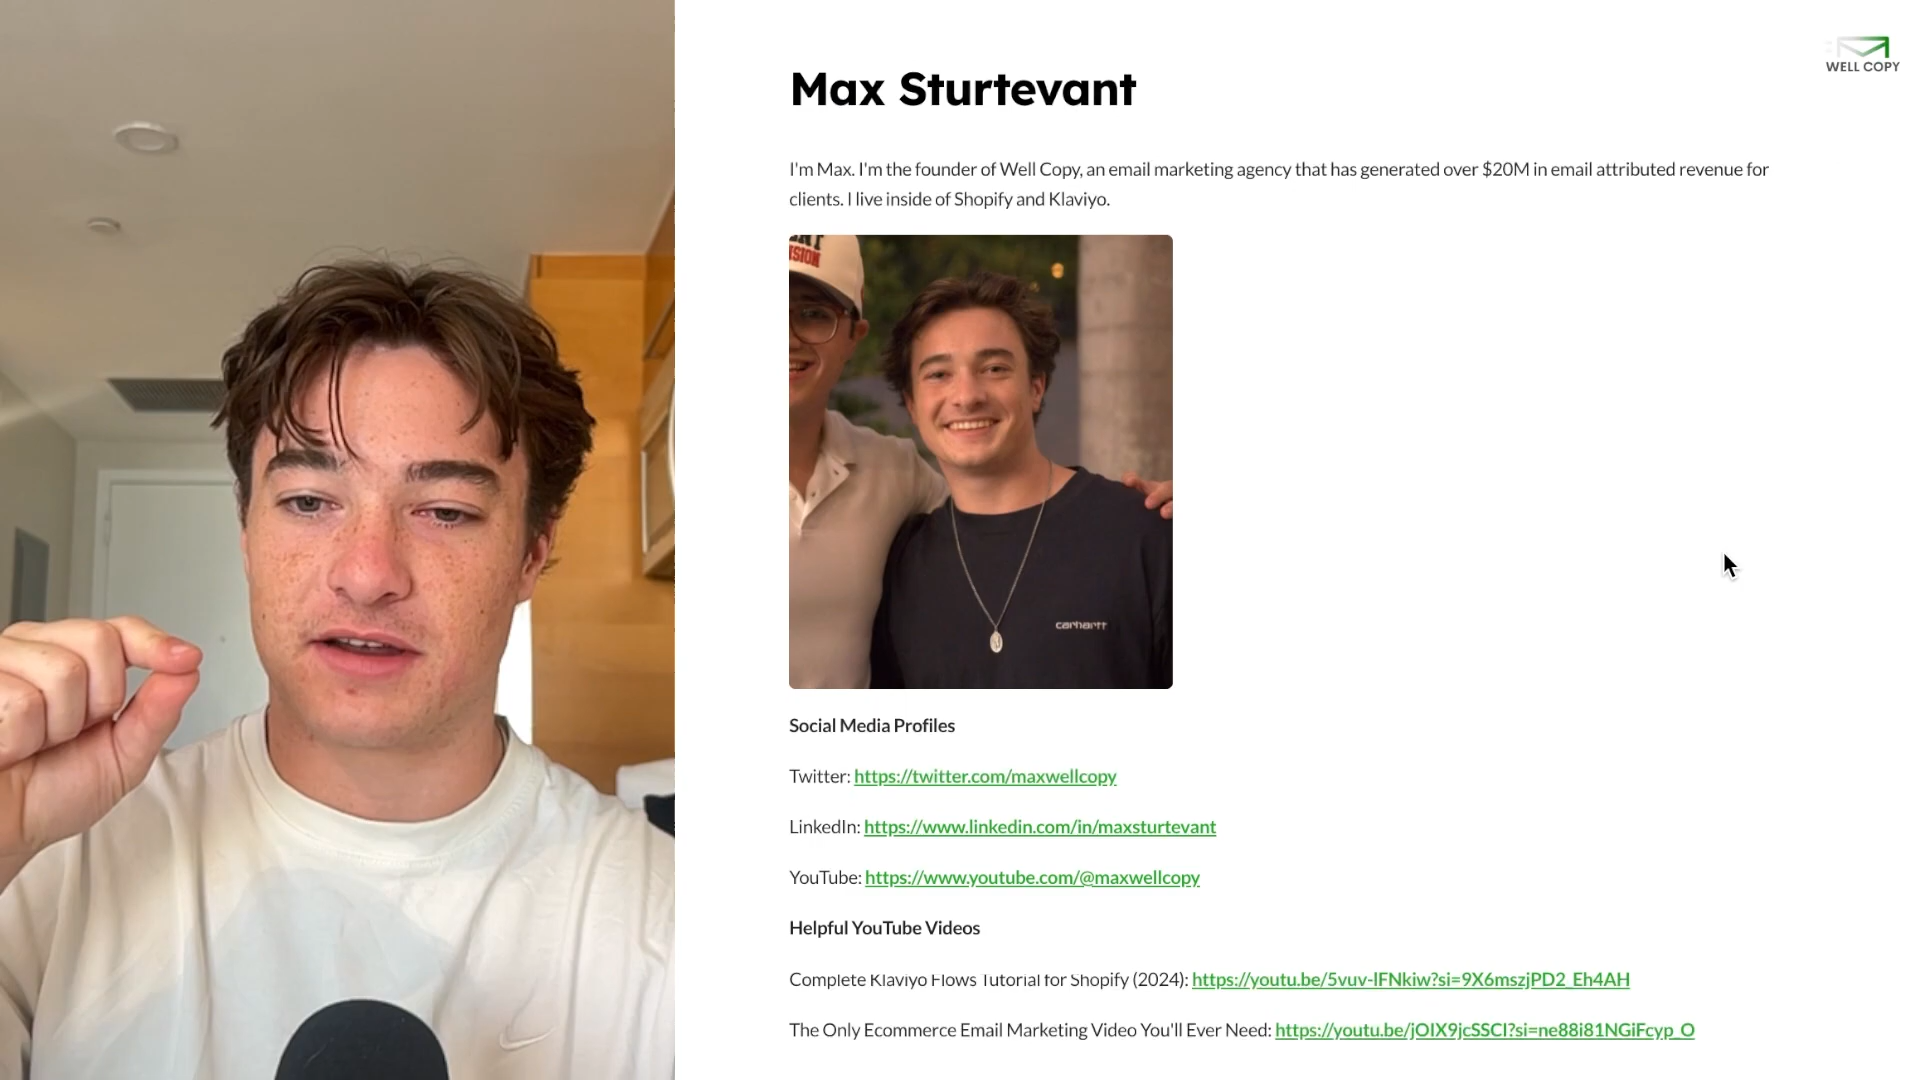 WELL COPY
Max Sturtevant
I'm Max. I'm the founder of Well Copy, an email marketing agency that has generated over $20M in email attributed revenue for
clients. I live inside of Shopify and Klaviyo.
carhartt
Social Media Profiles
Twitter: https://twitter.com/maxwellcopy
LinkedIn: https://www.linkedin.com/in/maxsturtevant
YouTube: https://www.youtube.com/@maxwellcopy
Helpful YouTube Videos
Complete Klaviyo Flows Tutorial for Shopify (2024): https://youtu.be/5vuv-lFNkiw?si=9X6mszjPD2_Eh4AH
The Only Ecommerce Email Marketing Video You'll Ever Need: https://youtu.be/jOIX9jcSSCI?si=ne88i81NGiFcyp_O